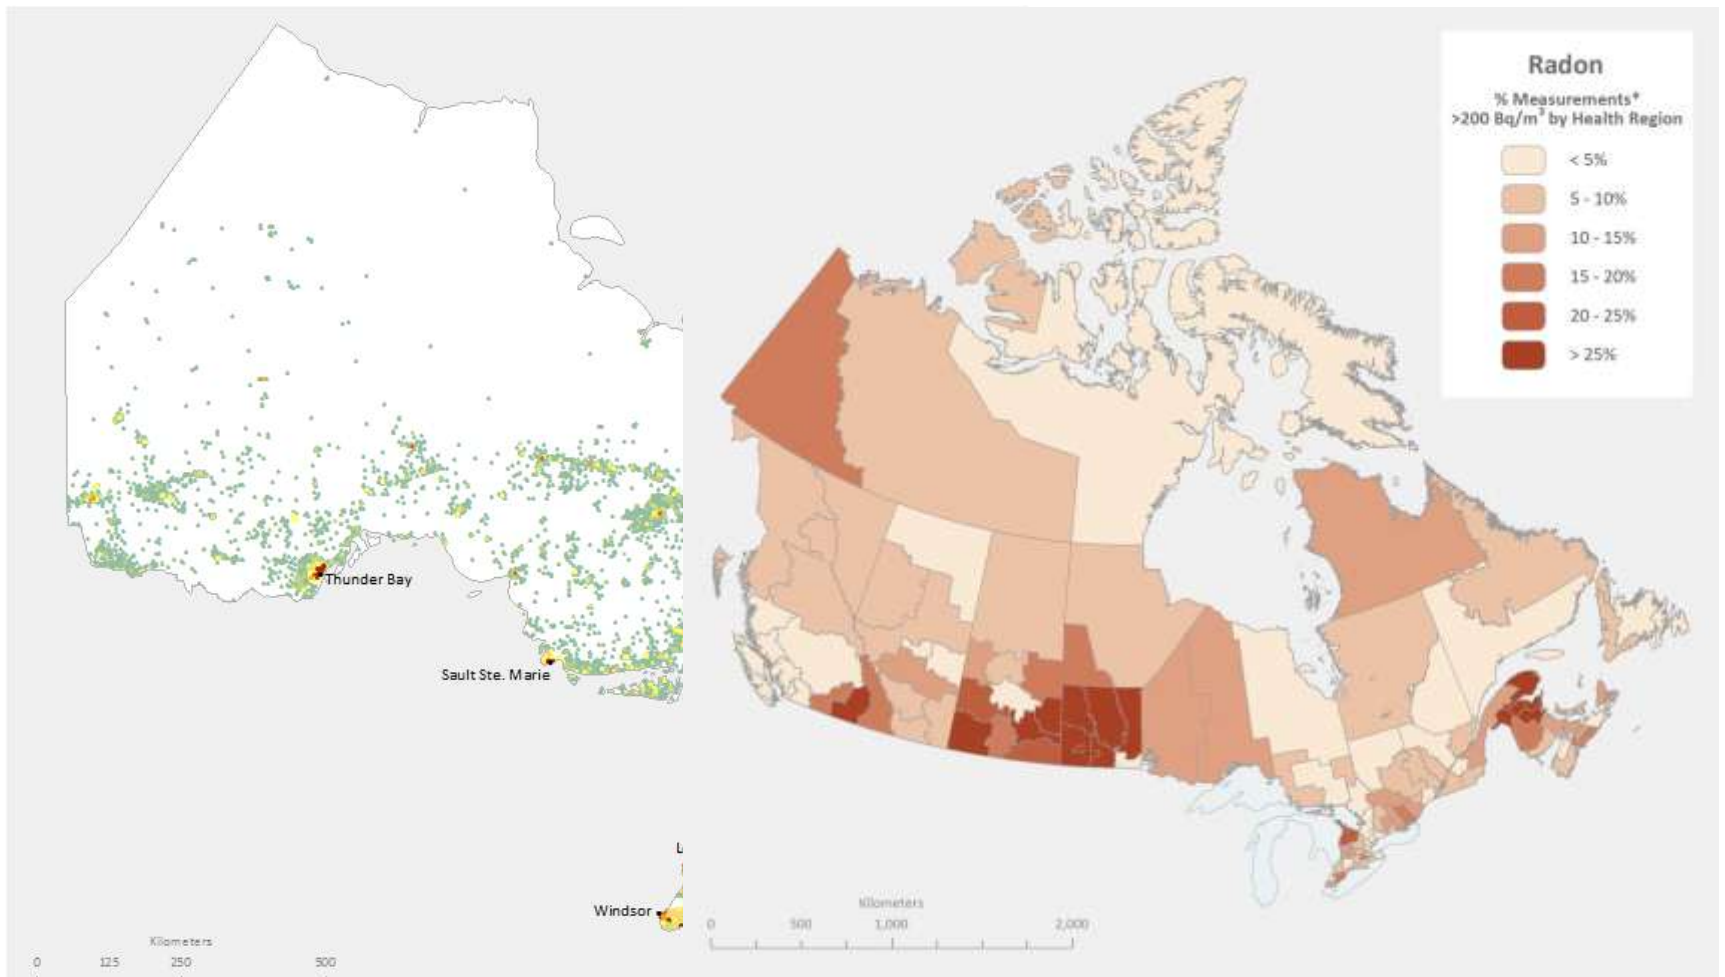 Thunder Bay
Sault Ste. Marie
Windsor
Kilometers
0 125 250 500
Radon
% Measurements*
>200 Bq/m³ by Health Region
< 5%
5 - 10%
10 - 15%
15 - 20%
20 - 25%
> 25%
Kilometers
0 500 1,000 2,000